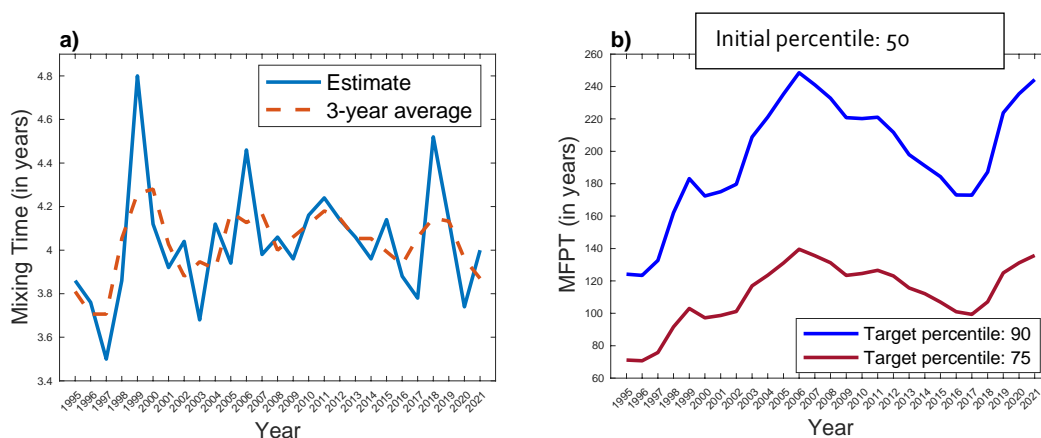 a)
4.8
4.6
4.4
4.2
4
3.8
3.6
3.4
Mixing Time (in years)
Estimate
3-year average
1995 1996 1997 1998 1999 2000 2001 2002 2003 2004 2005 2006 2007 2008 2009 2010 2011 2012 2013 2014 2015 2016 2017 2018 2019 2020 2021
Year
b)
Initial percentile: 50
260
240
220
200
180
160
140
120
100
80
60
MFPT (in years)
Target percentile: 90
Target percentile: 75
1995 1996 1997 1998 1999 2000 2001 2002 2003 2004 2005 2006 2007 2008 2009 2010 2011 2012 2013 2014 2015 2016 2017 2018 2019 2020 2021
Year